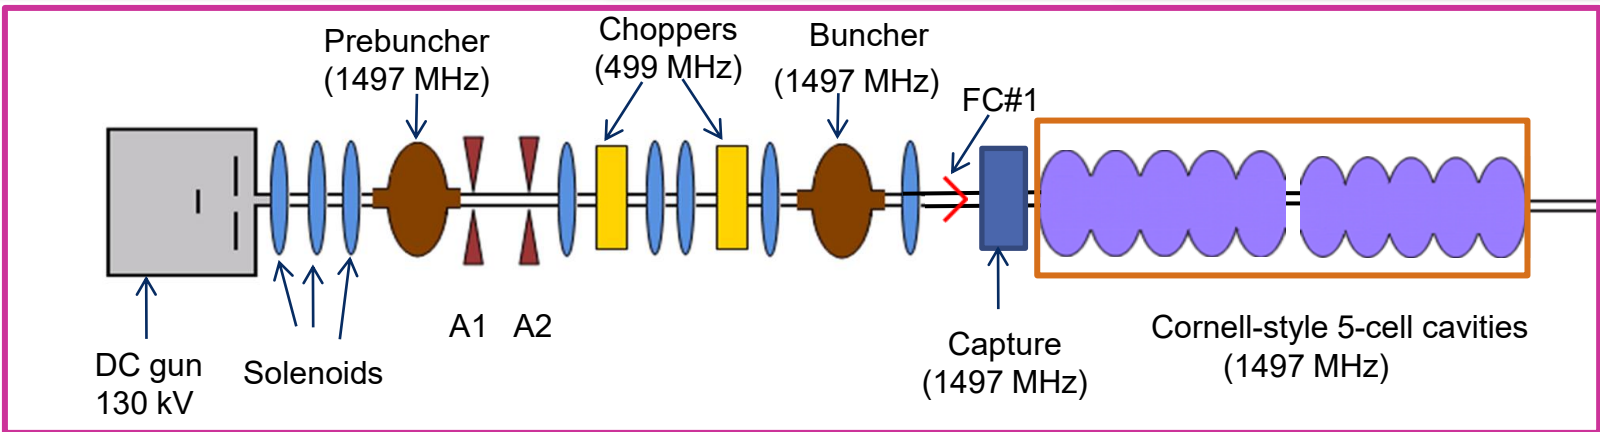 Prebuncher
(1497 MHz)
Choppers
(499 MHz)
Buncher
(1497 MHz)
FC#1
A1 A2
DC gun
130 kV
Solenoids
Capture
(1497 MHz)
Cornell-style 5-cell cavities
(1497 MHz)